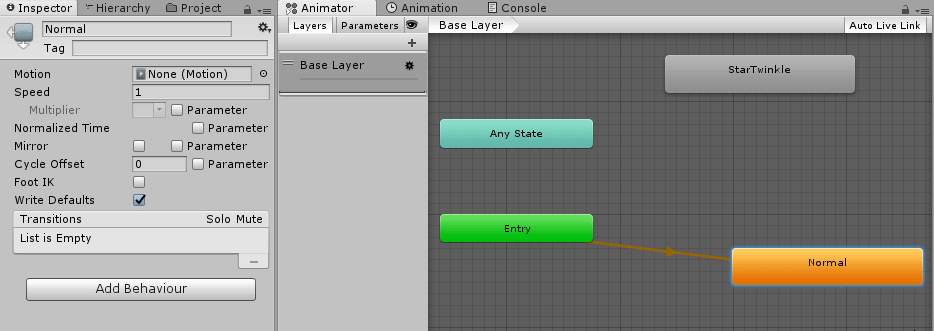 Inspector
Hierarchy
Project
Normal
Tag
Motion
None (Motion)
Speed
1
Multiplier
Parameter
Normalized Time
Parameter
Mirror
Parameter
Cycle Offset
0
Parameter
Foot IK
Write Defaults
Transitions
Solo Mute
List is Empty
Add Behaviour
Animator
Animation
Console
Layers
Parameters
Base Layer
Auto Live Link
Base Layer
StarTwinkle
Any State
Entry
Normal